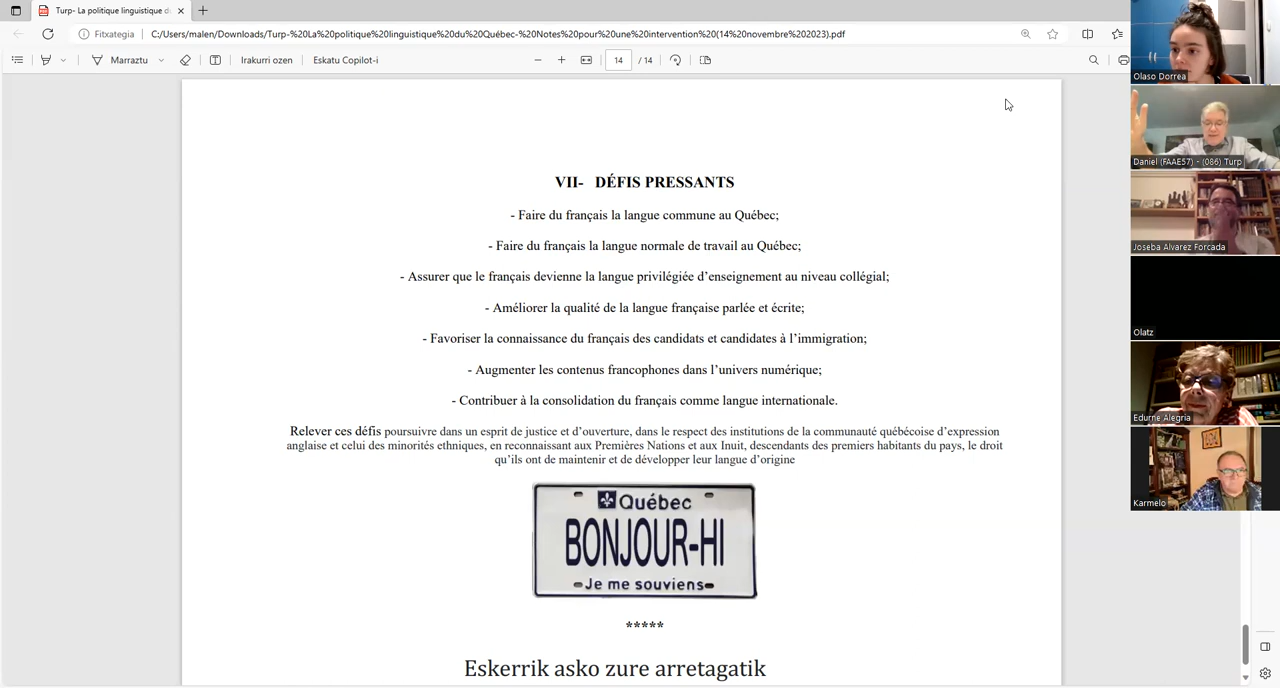 Turp- La politique linguistique d
Fitxategia
C:/Users/malen/Downloads/Turp-%20La%20politique%20linguistique%20du%20Québec-%20Notes%20pour%20une%20intervention%20(14%20novembre%202023).pdf
Marraztu
Irakurri ozen
Eskatu Copilot-i
14
/ 14
VII- DÉFIS PRESSANTS
- Faire du français la langue commune au Québec;
- Faire du français la langue normale de travail au Québec;
- Assurer que le français devienne la langue privilégiée d’enseignement au niveau collégial;
- Améliorer la qualité de la langue française parlée et écrite;
- Favoriser la connaissance du français des candidats et candidates à l’immigration;
- Augmenter les contenus francophones dans l’univers numérique;
- Contribuer à la consolidation du français comme langue internationale.
Relever ces défis poursuivre dans un esprit de justice et d’ouverture, dans le respect des institutions de la communauté québécoise d’expression
anglaise et celui des minorités ethniques, en reconnaissant aux Premières Nations et aux Inuit, descendants des premiers habitants du pays, le droit
qu’ils ont de maintenir et de développer leur langue d’origine
Québec
BONJOUR-HI
Je me souviens
*****
Eskerrik asko zure arretagatik
Olaso Dorrea
Daniel (FAAE57) - (086) Turp
Joseba Alvarez Forcada
Olatz
Edurne Alegria
Karmelo